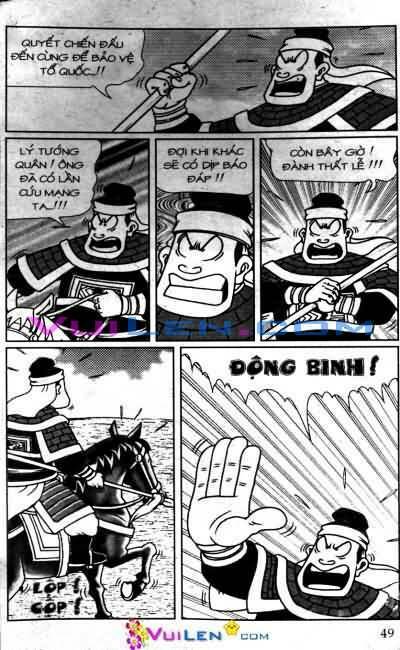 QUYẾT CHIẾN ĐẤU
ĐẾN CÙNG ĐỂ BẢO VỆ
TỔ QUỐC..!!
LÝ TƯỚNG
QUÂN! ÔNG
ĐÃ CÓ LẦN
CỨU MẠNG
TA..!!!
ĐỢI KHI KHÁC
SẼ CÓ DỊP BÁO
ĐÁP !!
CÒN BÂY GIỜ!
ĐÀNH THẤT LỄ !!!
VUILEN.COM
ĐỘNG BINH!
LỘP!
CỘP!
49
VUILEN.COM